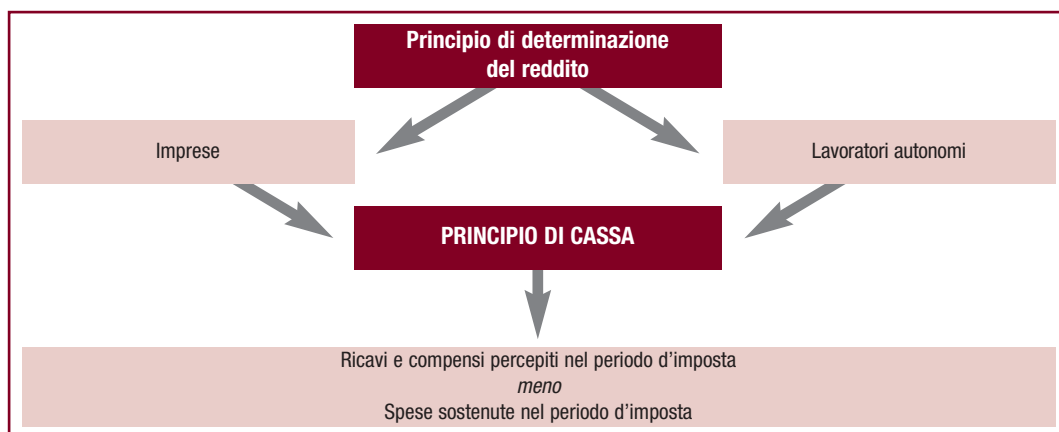 Principio di determinazione
del reddito
Imprese
Lavoratori autonomi
PRINCIPIO DI CASSA
Ricavi e compensi percepiti nel periodo d’imposta
meno
Spese sostenute nel periodo d’imposta